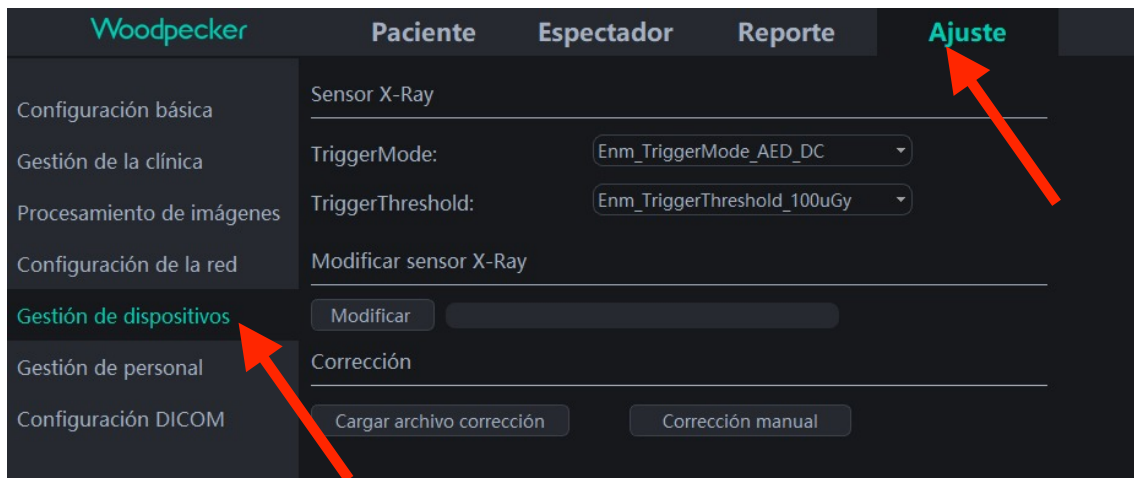 Woodpecker Paciente Espectador Reporte Ajuste
Configuración básica
Gestión de la clínica
Procesamiento de imágenes
Configuración de la red
Gestión de dispositivos
Gestión de personal
Configuración DICOM
Sensor X-Ray
TriggerMode: Enm_TriggerMode_AED_DC
TriggerThreshold: Enm_TriggerThreshold_100uGy
Modificar sensor X-Ray
Modificar
Corrección
Cargar archivo corrección Corrección manual